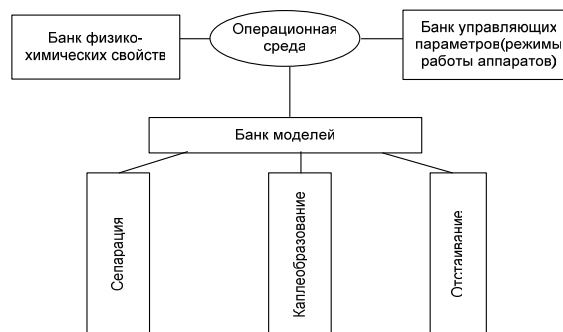 Банк физико-
химических свойств
Операционная
среда
Банк управляющих
параметров(режимы
работы аппаратов)
Банк моделей
Сепарация
Каплеобразование
Отстаивание